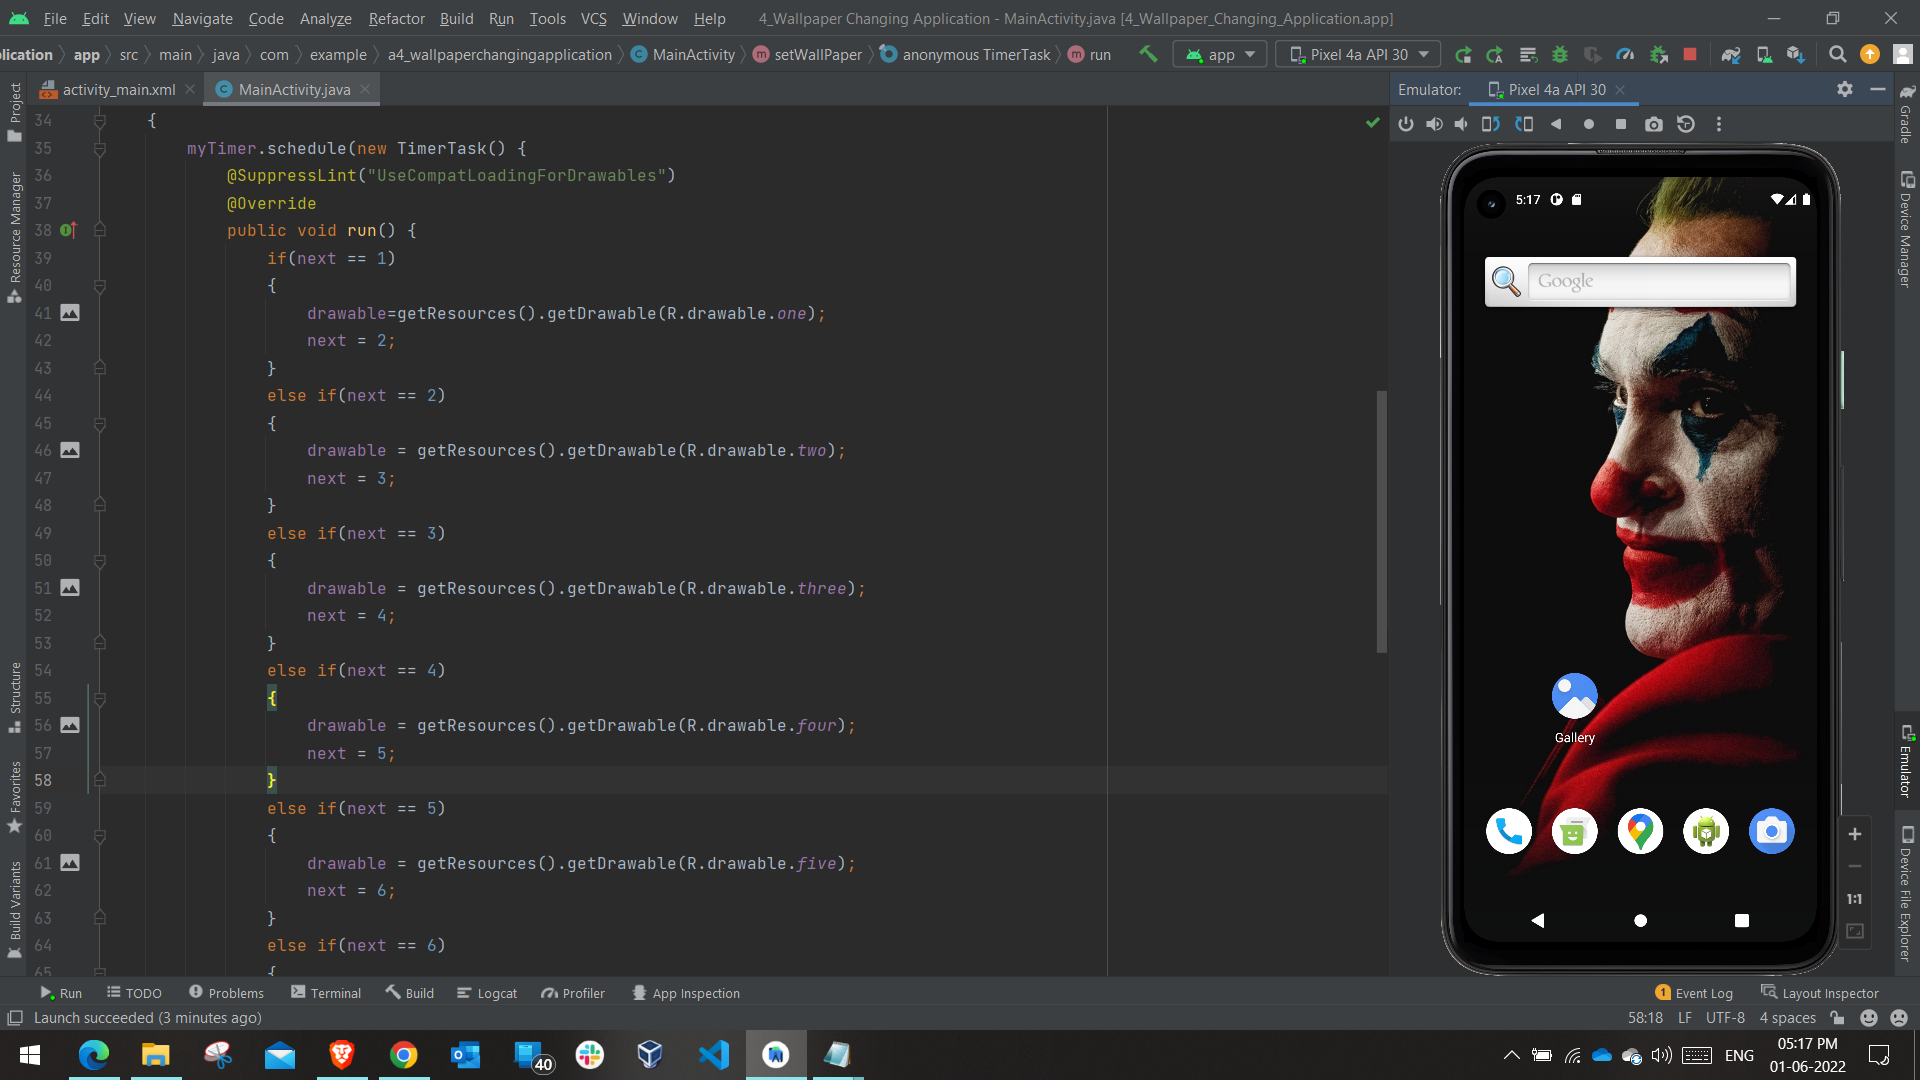 File Edit View Navigate Code Analyze Refactor Build Run Tools VCS Window Help 4_Wallpaper Changing Application - MainActivity.java [4_Wallpaper_Changing_Application.app]
plication app src main java com example a4_wallpaperchangingapplication MainActivity setWallPaper anonymous TimerTask run app Pixel 4a API 30
activity_main.xml MainActivity.java
Emulator: Pixel 4a API 30
34 {
35 myTimer.schedule(new TimerTask() {
36 @SuppressLint("UseCompatLoadingForDrawables")
37 @Override
38 public void run() {
39 if(next == 1)
40 {
41 drawable=getResources().getDrawable(R.drawable.one);
42 next = 2;
43 }
44 else if(next == 2)
45 {
46 drawable = getResources().getDrawable(R.drawable.two);
47 next = 3;
48 }
49 else if(next == 3)
50 {
51 drawable = getResources().getDrawable(R.drawable.three);
52 next = 4;
53 }
54 else if(next == 4)
55 {
56 drawable = getResources().getDrawable(R.drawable.four);
57 next = 5;
58 }
59 else if(next == 5)
60 {
61 drawable = getResources().getDrawable(R.drawable.five);
62 next = 6;
63 }
64 else if(next == 6)
65 {
Project
Resource Manager
Structure
Favorites
Build Variants
5:17
Google
Gallery
Gradle
Device Manager
Emulator
Device File Explorer
1:1
Run TODO Problems Terminal Build Logcat Profiler App Inspection 1 Event Log Layout Inspector
Launch succeeded (3 minutes ago) 58:18 LF UTF-8 4 spaces
40
ENG
05:17 PM
01-06-2022